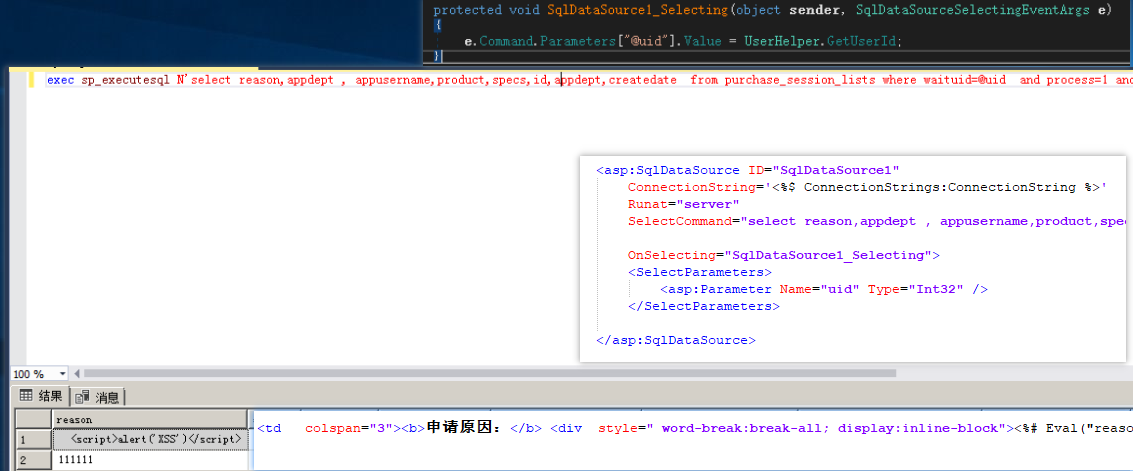 protected void SqlDataSource1_Selecting(object sender, SqlDataSourceSelectingEventArgs e)
{
e.Command.Parameters["@uid"].Value = UserHelper.GetUserId;
}
exec sp_executesql N'select reason,appdept , appusername,product,specs,id,appdept,createdate  from purchase_session_lists where waituid=@uid  and process=1 and
<asp:SqlDataSource ID="SqlDataSource1"
ConnectionString='<%$ ConnectionStrings:ConnectionString %>'
Runat="server"
SelectCommand="select reason,appdept , appusername,product,spec
OnSelecting="SqlDataSource1_Selecting">
<SelectParameters>
<asp:Parameter Name="uid" Type="Int32" />
</SelectParameters>
</asp:SqlDataSource>
100 %
结果 消息
reason
1 <script>alert('XSS')</script>
<td   colspan="3"><b>申请原因：</b> <div  style=" word-break:break-all; display:inline-block"><%# Eval("reaso
2 111111